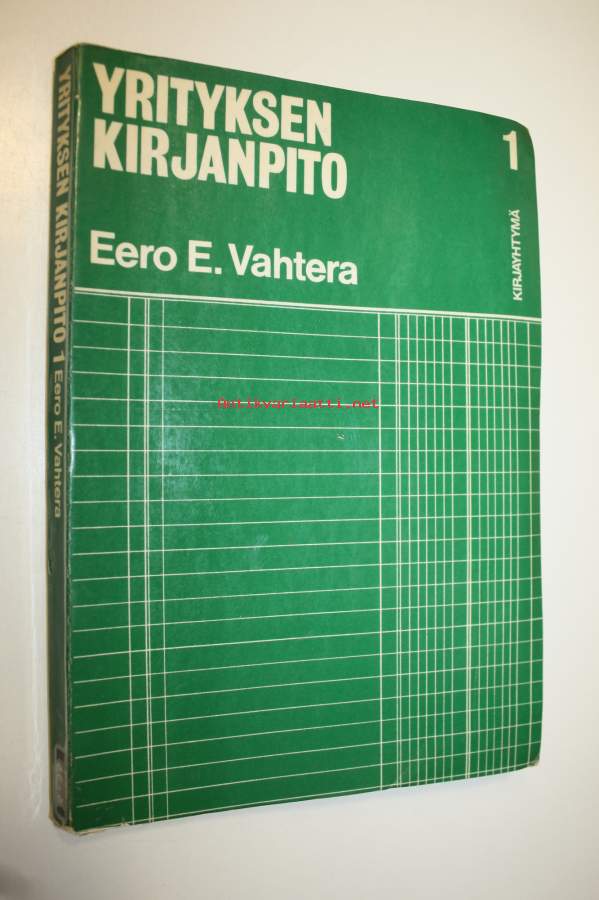 YRITYKSEN
KIRJANPITO
1
KIRJAYHTYMÄ
Eero E. Vahtera
Antikvariaatti.net
YRITYKSEN KIRJANPITO 1 Eero E. Vahtera